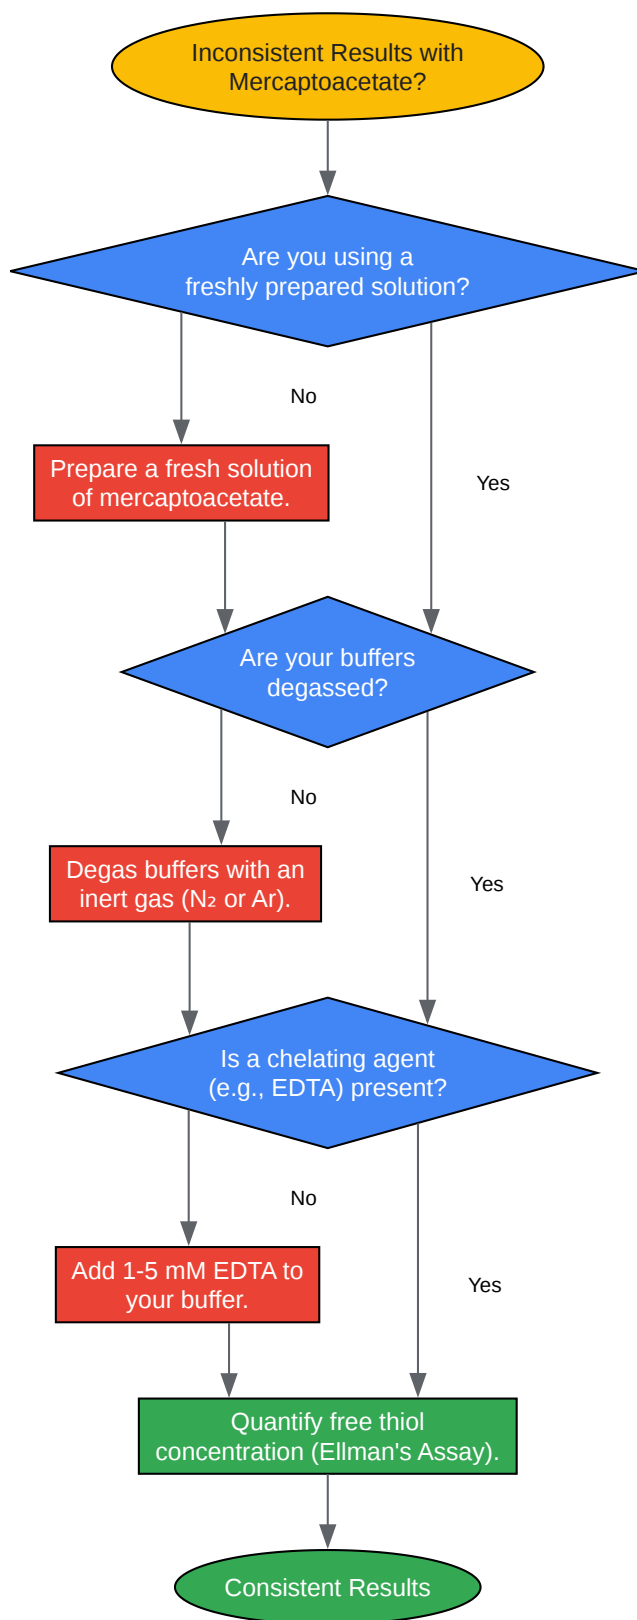 Inconsistent Results with
Mercaptoacetate?
Are you using a
freshly prepared solution?
No
Prepare a fresh solution
of mercaptoacetate.
Yes
Are your buffers
degassed?
No
Degas buffers with an
inert gas (N₂ or Ar).
Yes
Is a chelating agent
(e.g., EDTA) present?
No
Add 1-5 mM EDTA to
your buffer.
Yes
Quantify free thiol
concentration (Ellman's Assay).
Consistent Results